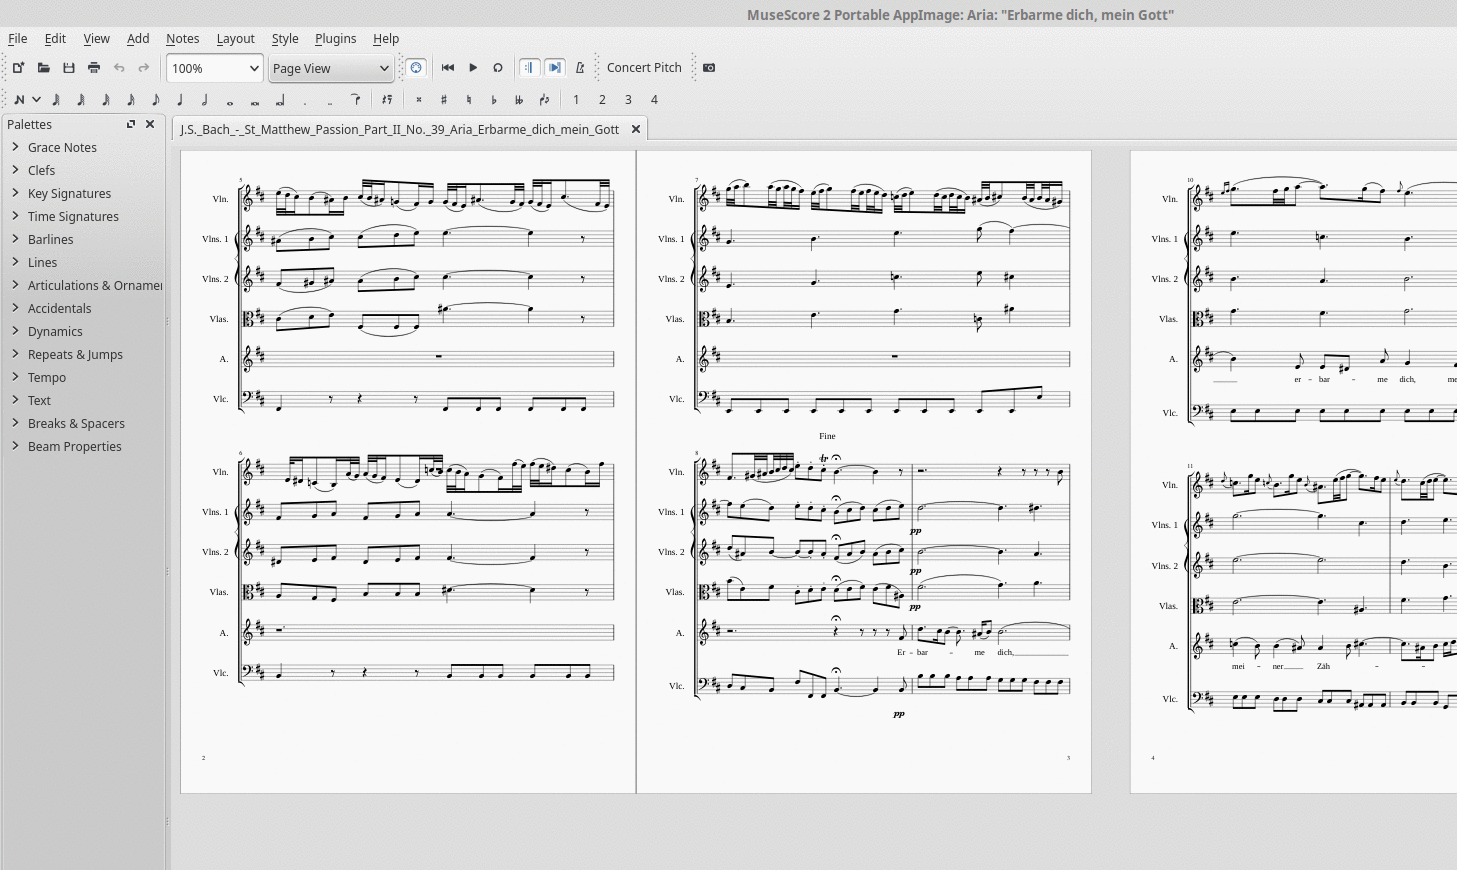 MuseScore 2 Portable AppImage: Aria: "Erbarme dich, mein Gott"
File Edit View Add Notes Layout Style Plugins Help
100% Page View Concert Pitch
1 2 3 4
Palettes
J.S._Bach_-_St_Matthew_Passion_Part_II_No._39_Aria_Erbarme_dich_mein_Gott
Grace Notes
Clefs
Key Signatures
Time Signatures
Barlines
Lines
Articulations & Ornamen
Accidentals
Dynamics
Repeats & Jumps
Tempo
Text
Breaks & Spacers
Beam Properties
5
Vln.
Vlns. 1
Vlns. 2
Vlas.
A.
Vlc.
6
Vln.
Vlns. 1
Vlns. 2
Vlas.
A.
Vlc.
2
7
Vln.
Vlns. 1
Vlns. 2
Vlas.
A.
Vlc.
Fine
8
Vln.
tr
Vlns. 1
pp
Vlns. 2
pp
Vlas.
pp
A.
Er - bar - me dich,
Vlc.
pp
3
10
Vln.
Vlns. 1
Vlns. 2
Vlas.
A.
er - bar - me dich, me
Vlc.
11
Vln.
Vlns. 1
Vlns. 2
Vlas.
A.
mei - ner Zäh - - -
Vlc.
4